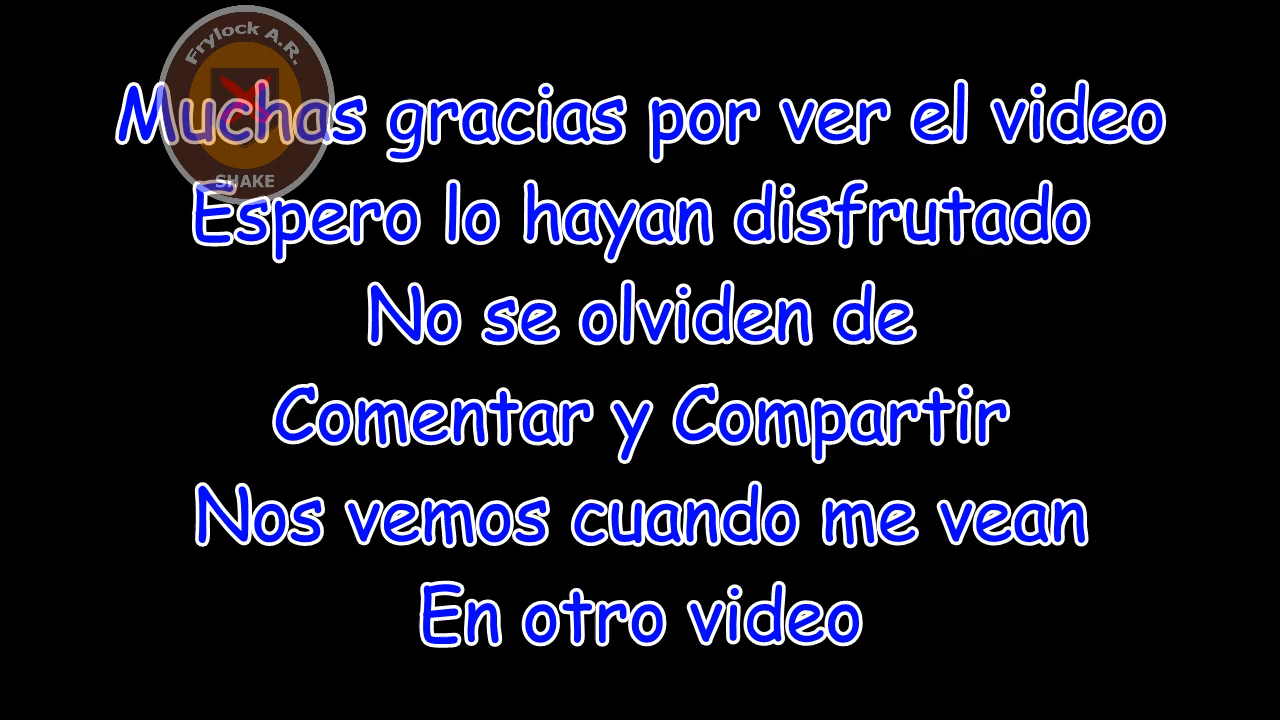 Frylock A.R.
Muchas gracias por ver el video
SHAKE
Espero lo hayan disfrutado
No se olviden de
Comentar y Compartir
Nos vemos cuando me vean
En otro video